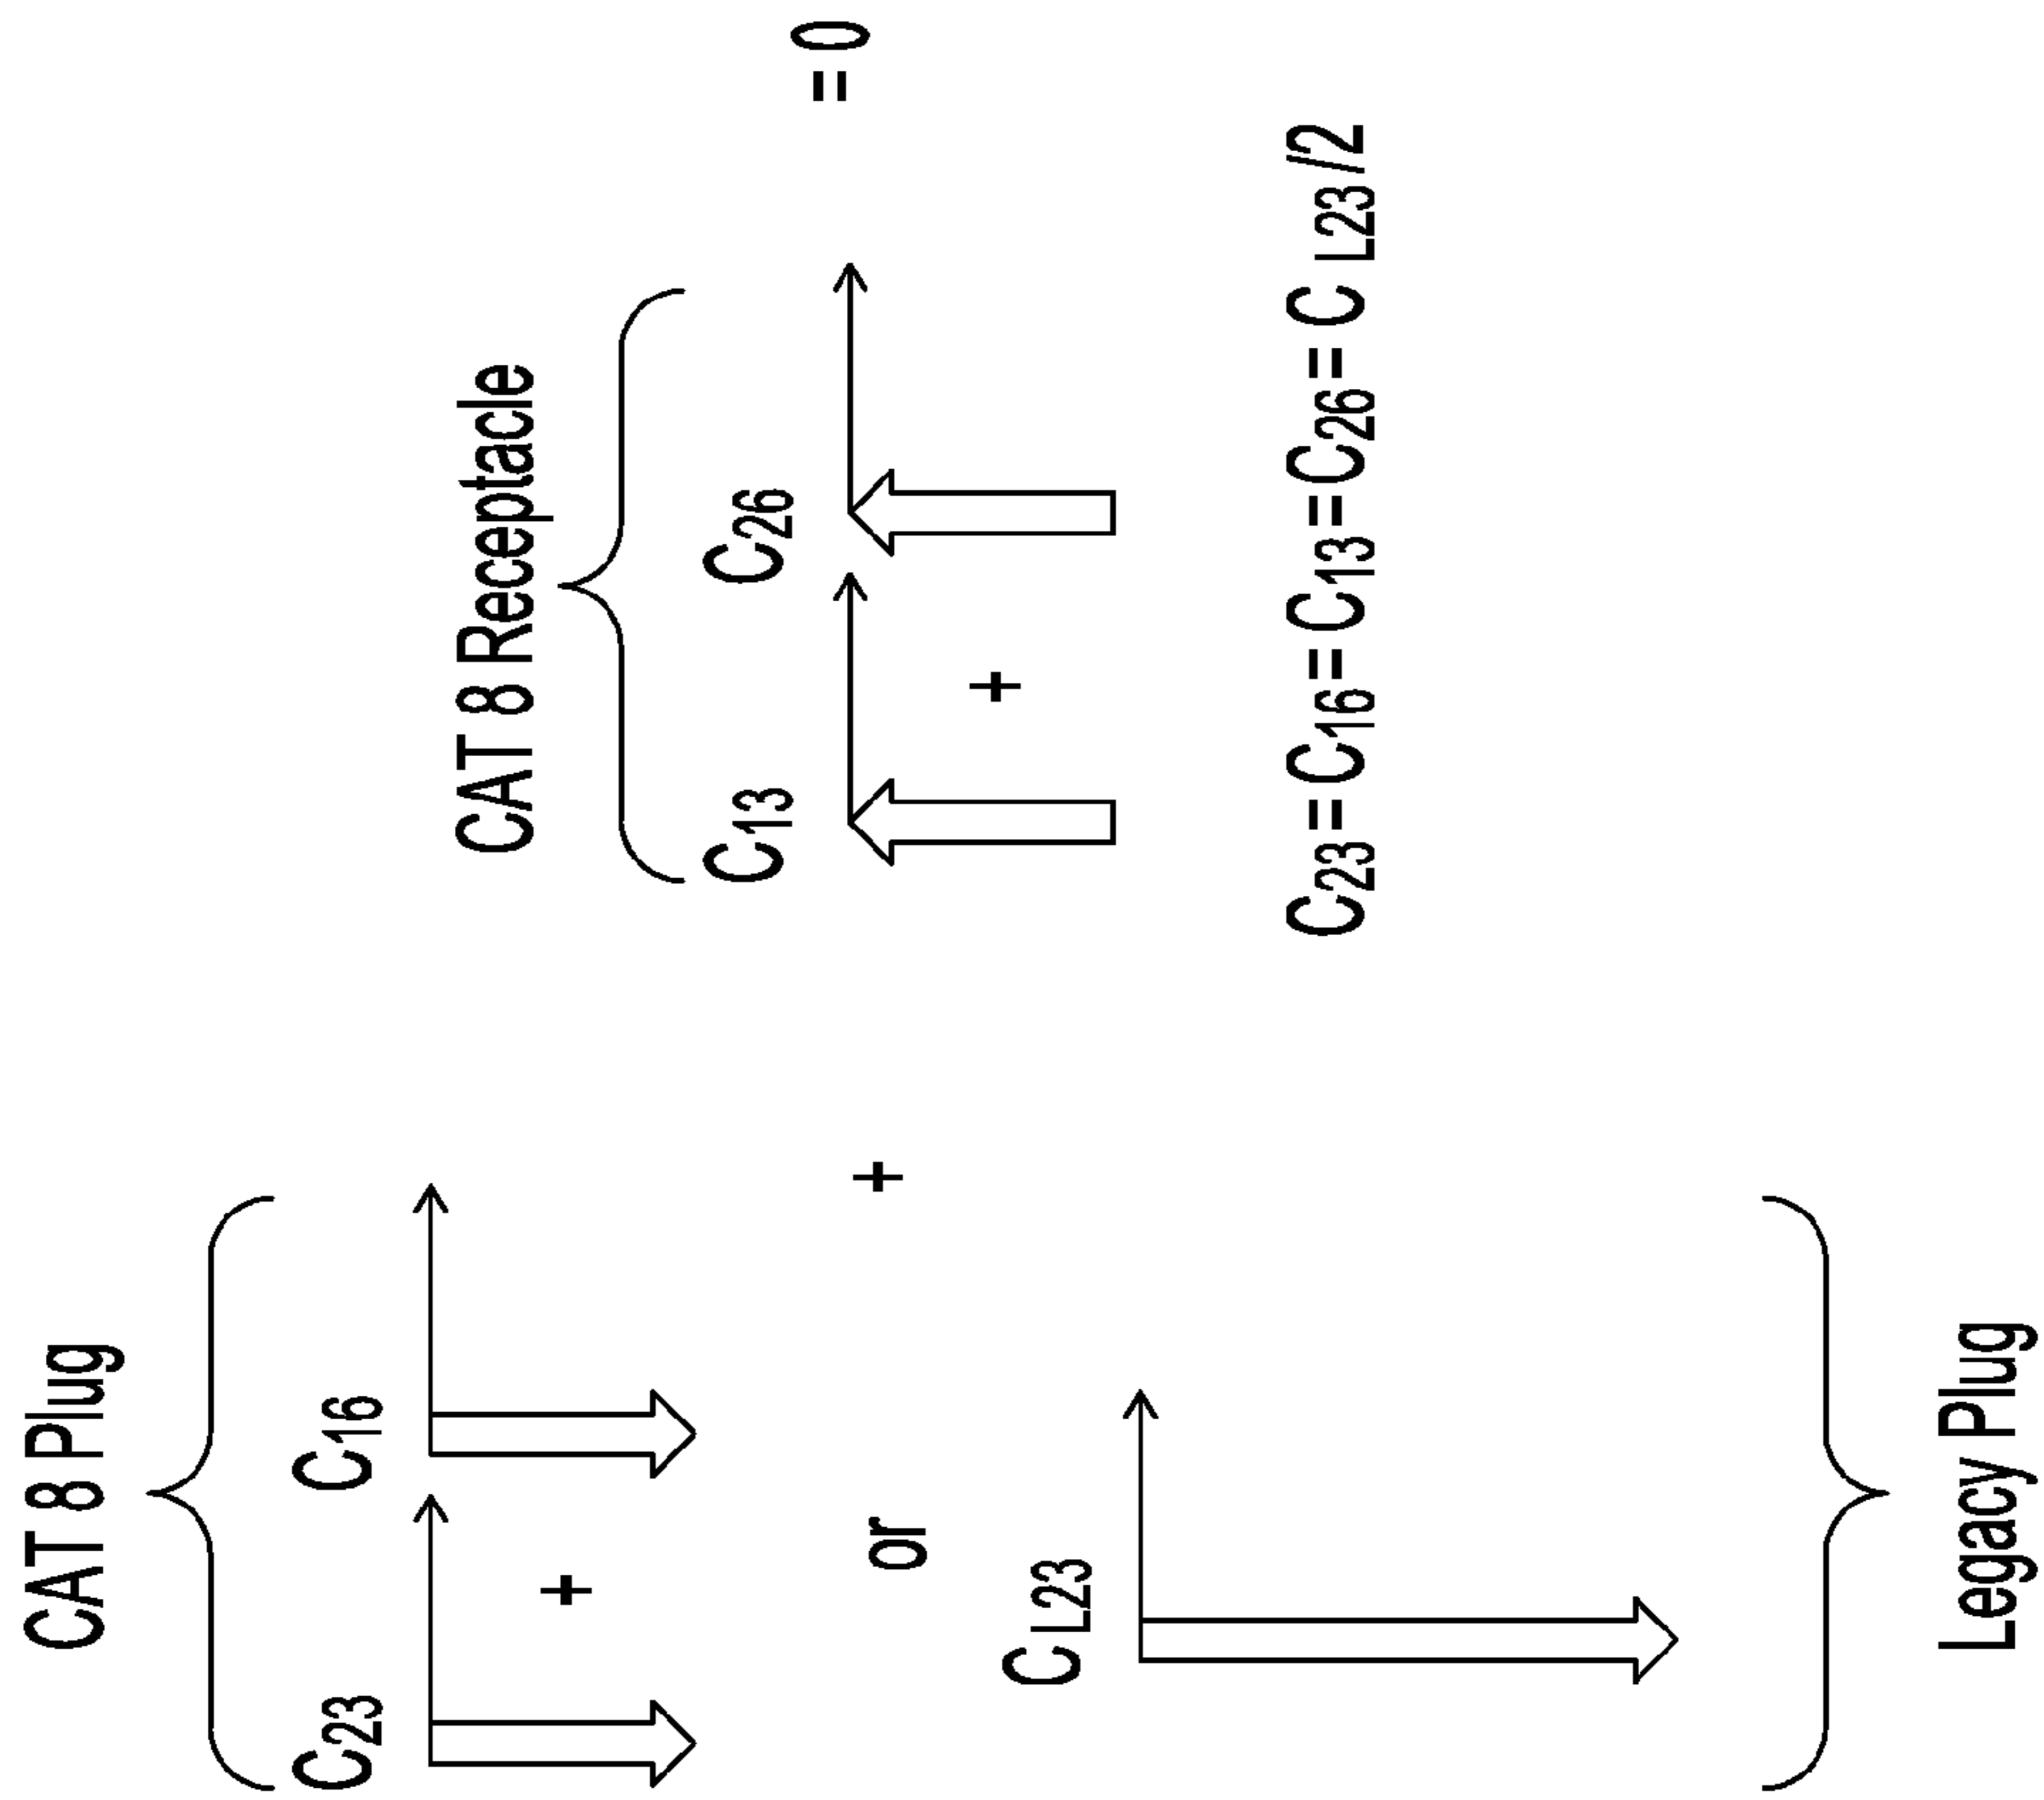 CAT 8 Plug
C23
+
C16
or
C L23
Legacy Plug
+
CAT 8 Receptacle
C13
+
C26
= 0
C23 = C16 = C13 = C26 = C L23 /2